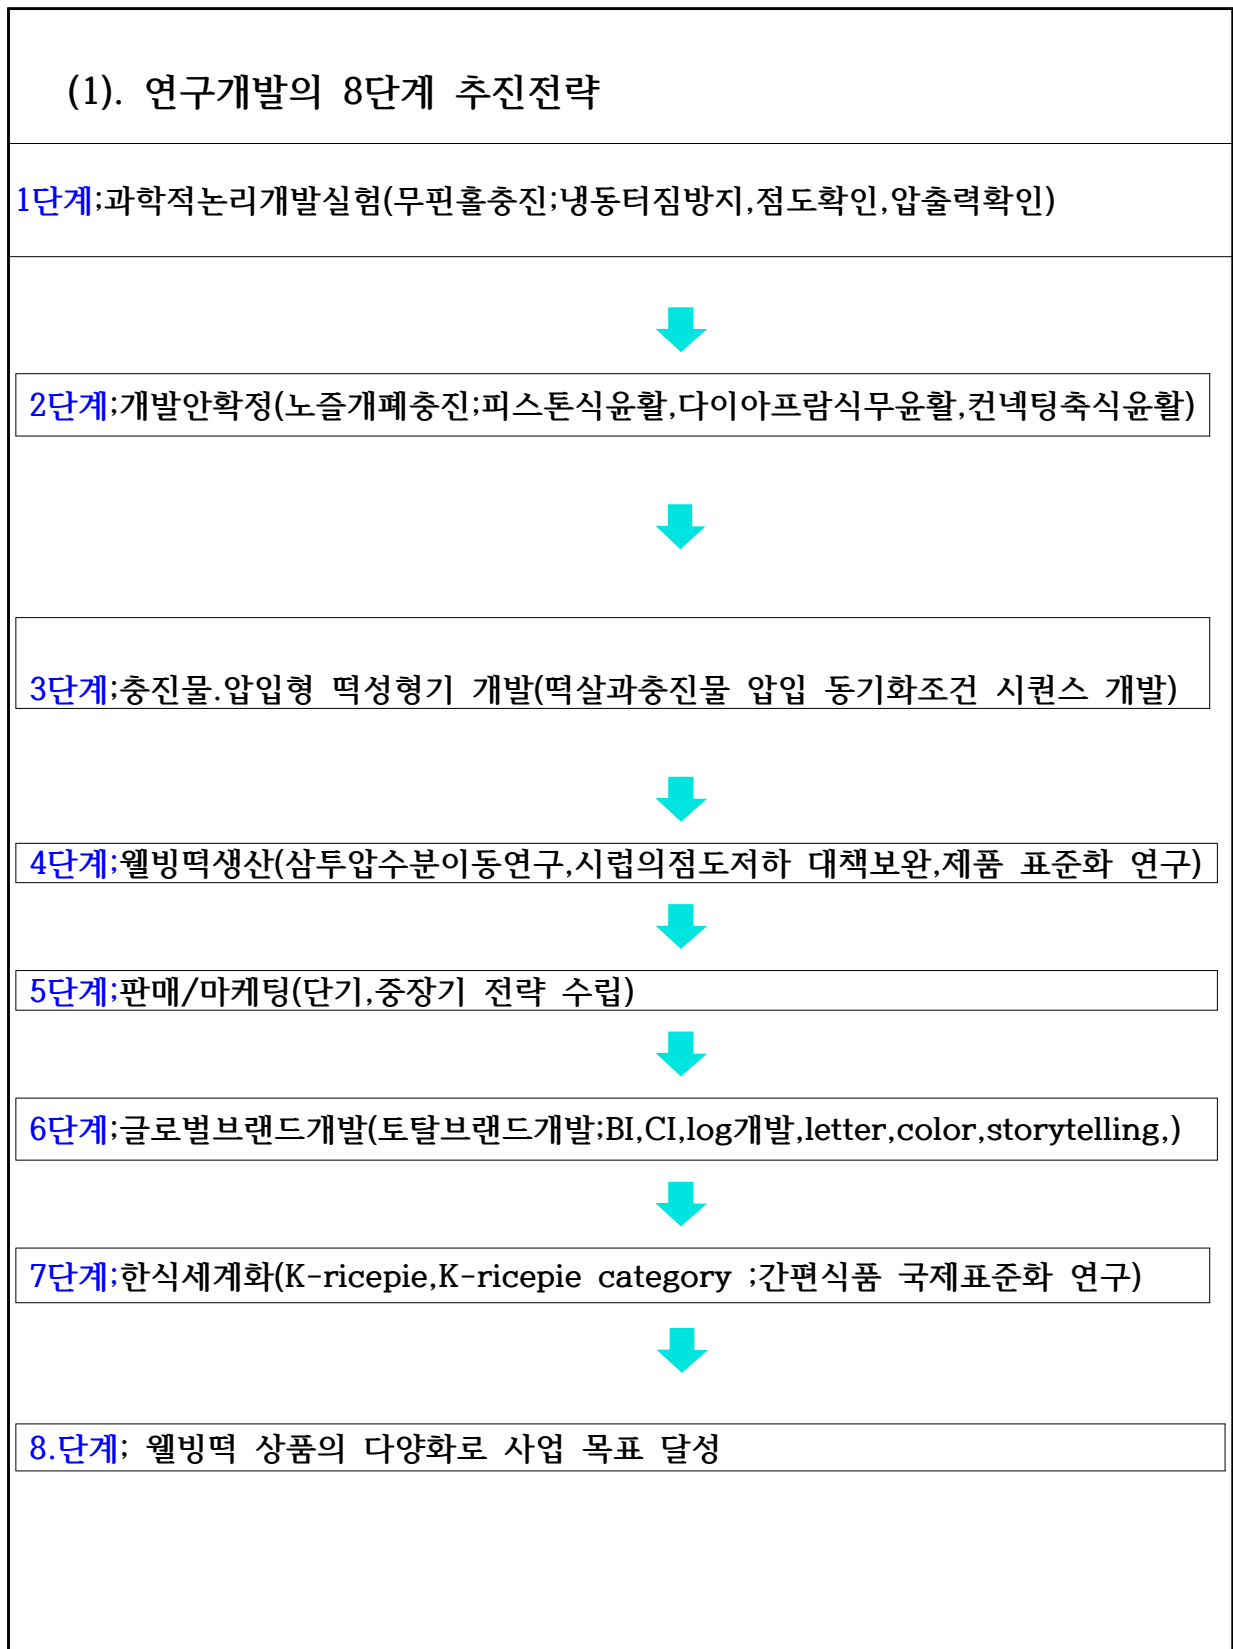 (1). 연구개발의 8단계 추진전략
1단계;과학적논리개발실험(무핀홀충진;냉동터짐방지,점도확인,압출력확인)
2단계;개발안확정(노즐개폐충진;피스톤식윤활,다이아프람식무윤활,컨넥팅축식윤활)
3단계;충진물.압입형 떡성형기 개발(떡살과충진물 압입 동기화조건 시퀀스 개발)
4단계;웰빙떡생산(삼투압수분이동연구,시럽의점도저하 대책보완,제품 표준화 연구)
5단계;판매/마케팅(단기,중장기 전략 수립)
6단계;글로벌브랜드개발(토탈브랜드개발;BI,CI,log개발,letter,color,storytelling,)
7단계;한식세계화(K-ricepie,K-ricepie category ;간편식품 국제표준화 연구)
8.단계; 웰빙떡 상품의 다양화로 사업 목표 달성